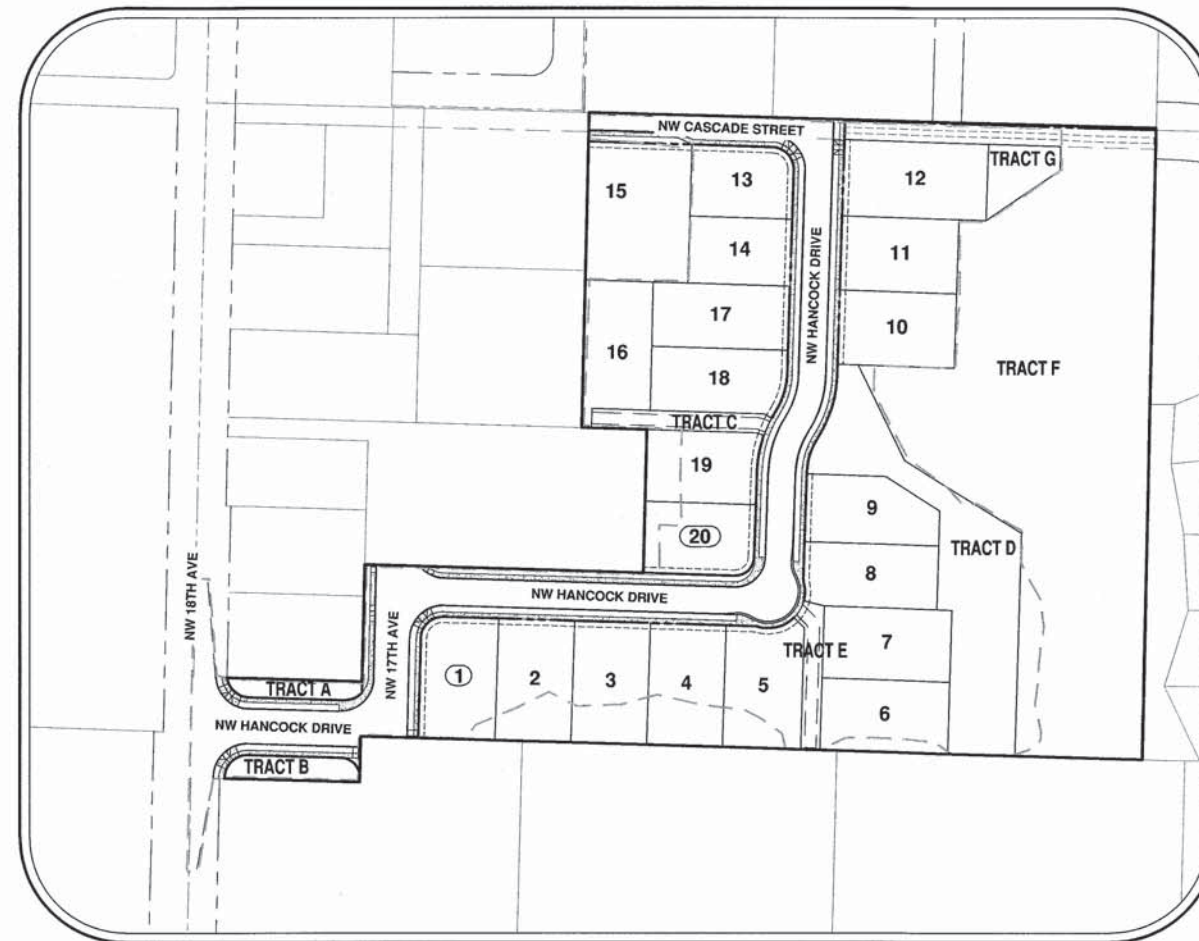 NW CASCADE STREET
TRACT G
12
13
15
14
11
NW HANCOCK DRIVE
17
10
16
18
TRACT F
TRACT C
19
9
20
TRACT D
8
NW 18TH AVE
NW HANCOCK DRIVE
7
TRACT E
NW 17TH AVE
1
2
3
4
5
TRACT A
6
NW HANCOCK DRIVE
TRACT B